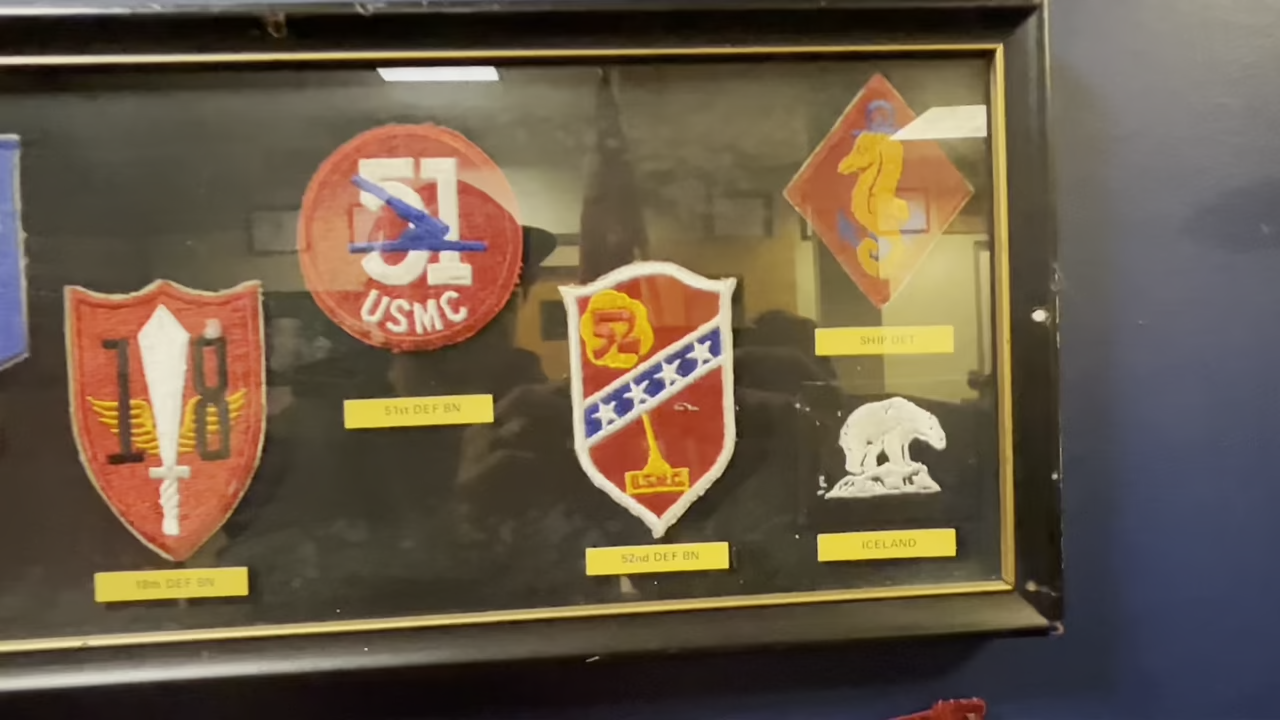 18
18th DEF BN
51
USMC
51st DEF BN
52
U.S.M.C.
52nd DEF BN
SHIP DET
ICELAND